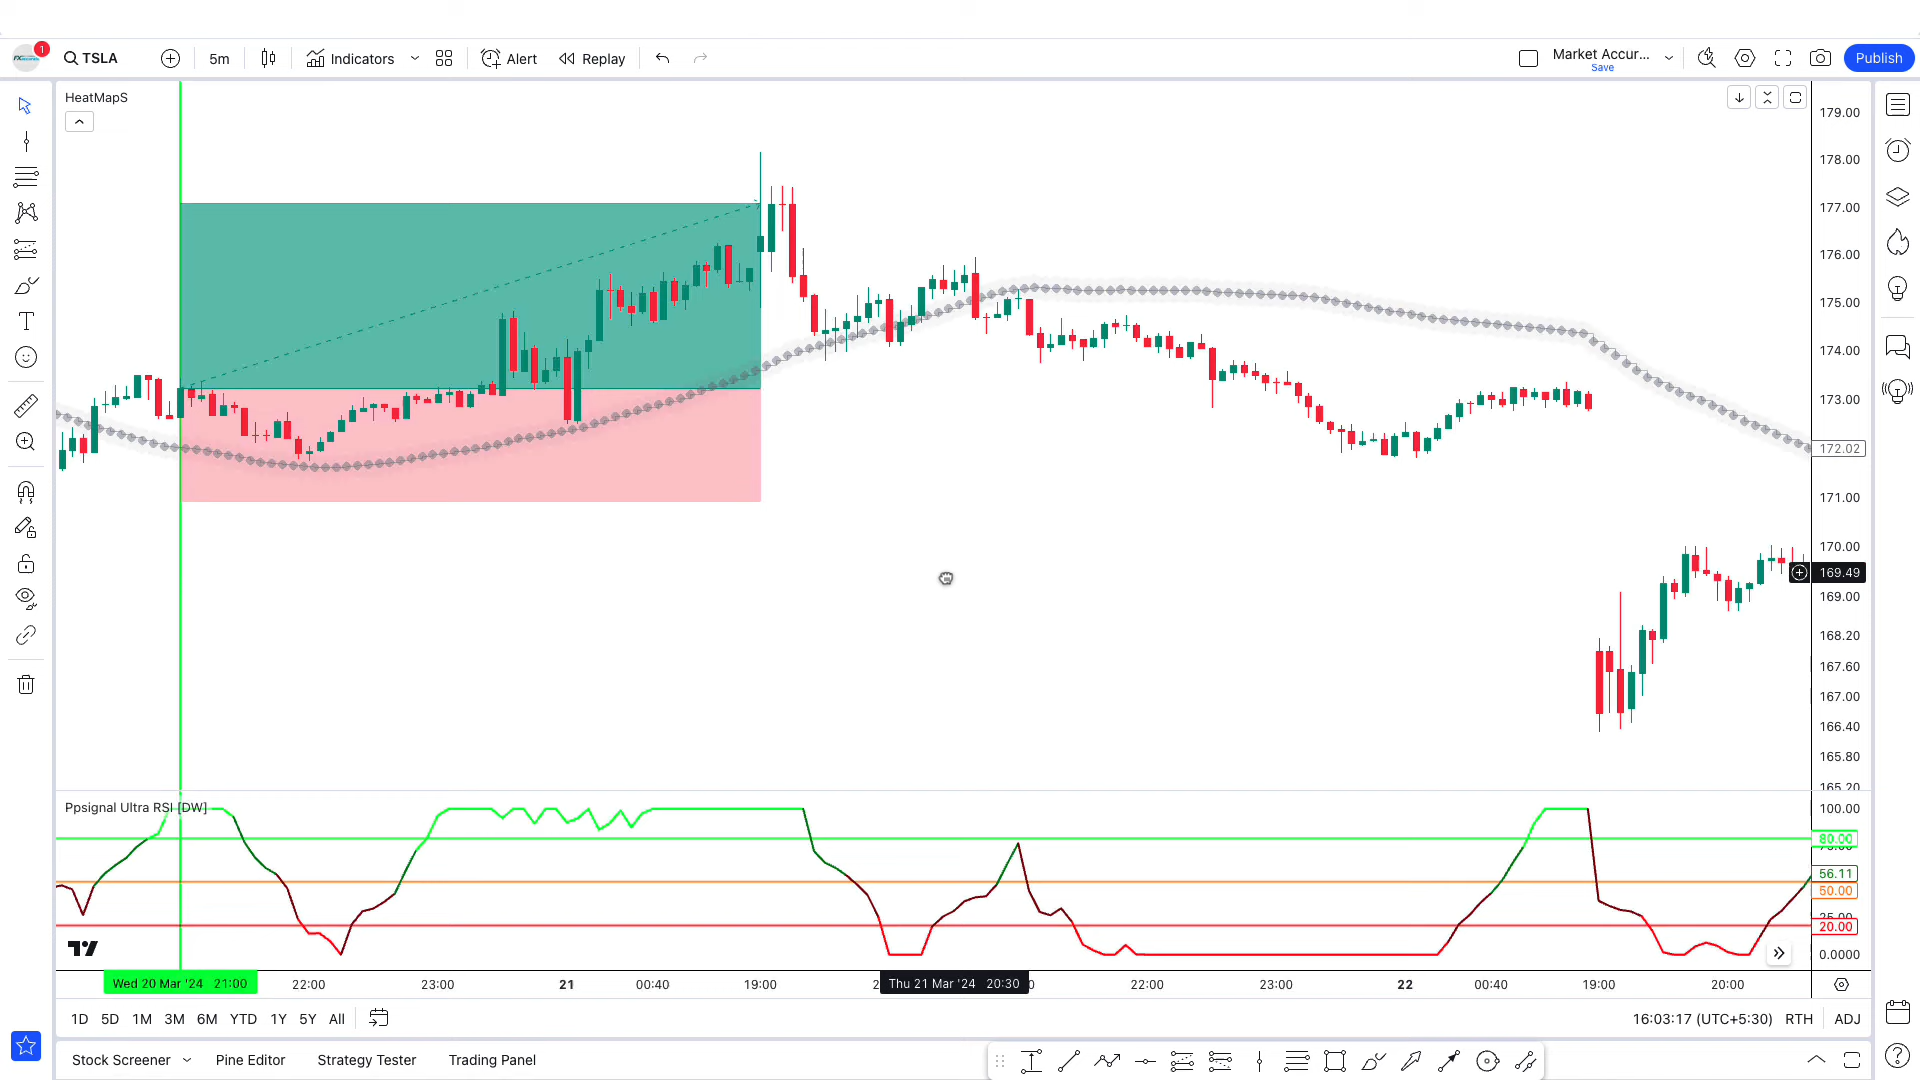 1
TSLA
5m
Indicators
Alert
Replay
Market Accur...
Save
Publish
HeatMapS
179.00
178.00
177.00
176.00
175.00
174.00
173.00
172.02
171.00
170.00
169.49
169.00
168.20
167.60
167.00
166.40
165.80
165.20
Ppsignal Ultra RSI [DW]
100.00
80.00
56.11
50.00
20.00
0.0000
Wed 20 Mar '24 21:00
22:00
23:00
21
00:40
19:00
Thu 21 Mar '24 20:30
22:00
23:00
22
00:40
19:00
20:00
1D 5D 1M 3M 6M YTD 1Y 5Y All
16:03:17 (UTC+5:30) RTH ADJ
Stock Screener
Pine Editor
Strategy Tester
Trading Panel